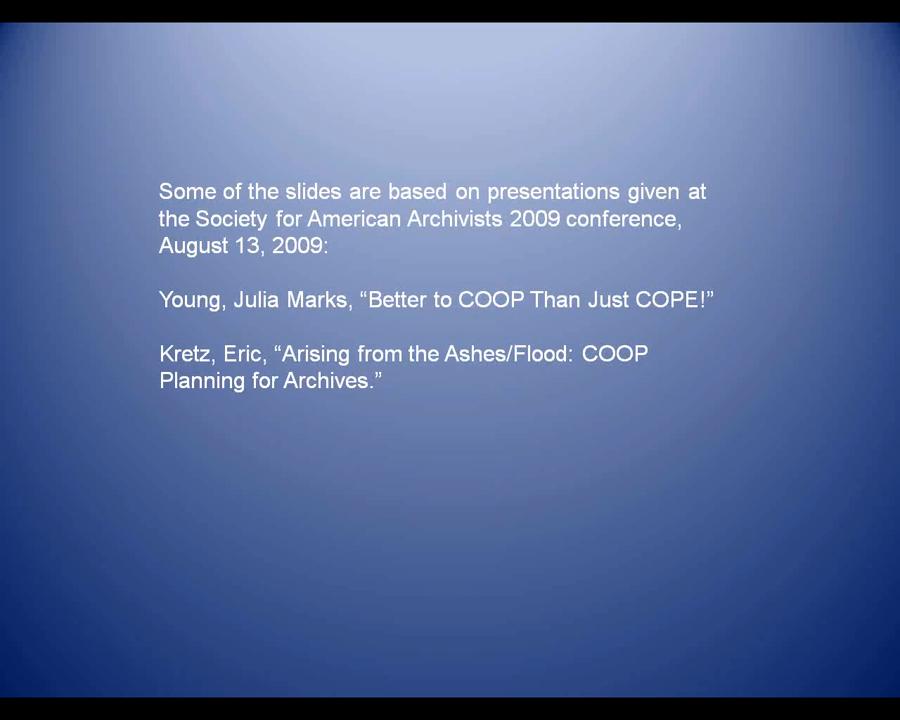 Some of the slides are based on presentations given at
the Society for American Archivists 2009 conference,
August 13, 2009:
Young, Julia Marks, “Better to COOP Than Just COPE!”
Kretz, Eric, “Arising from the Ashes/Flood: COOP
Planning for Archives.”